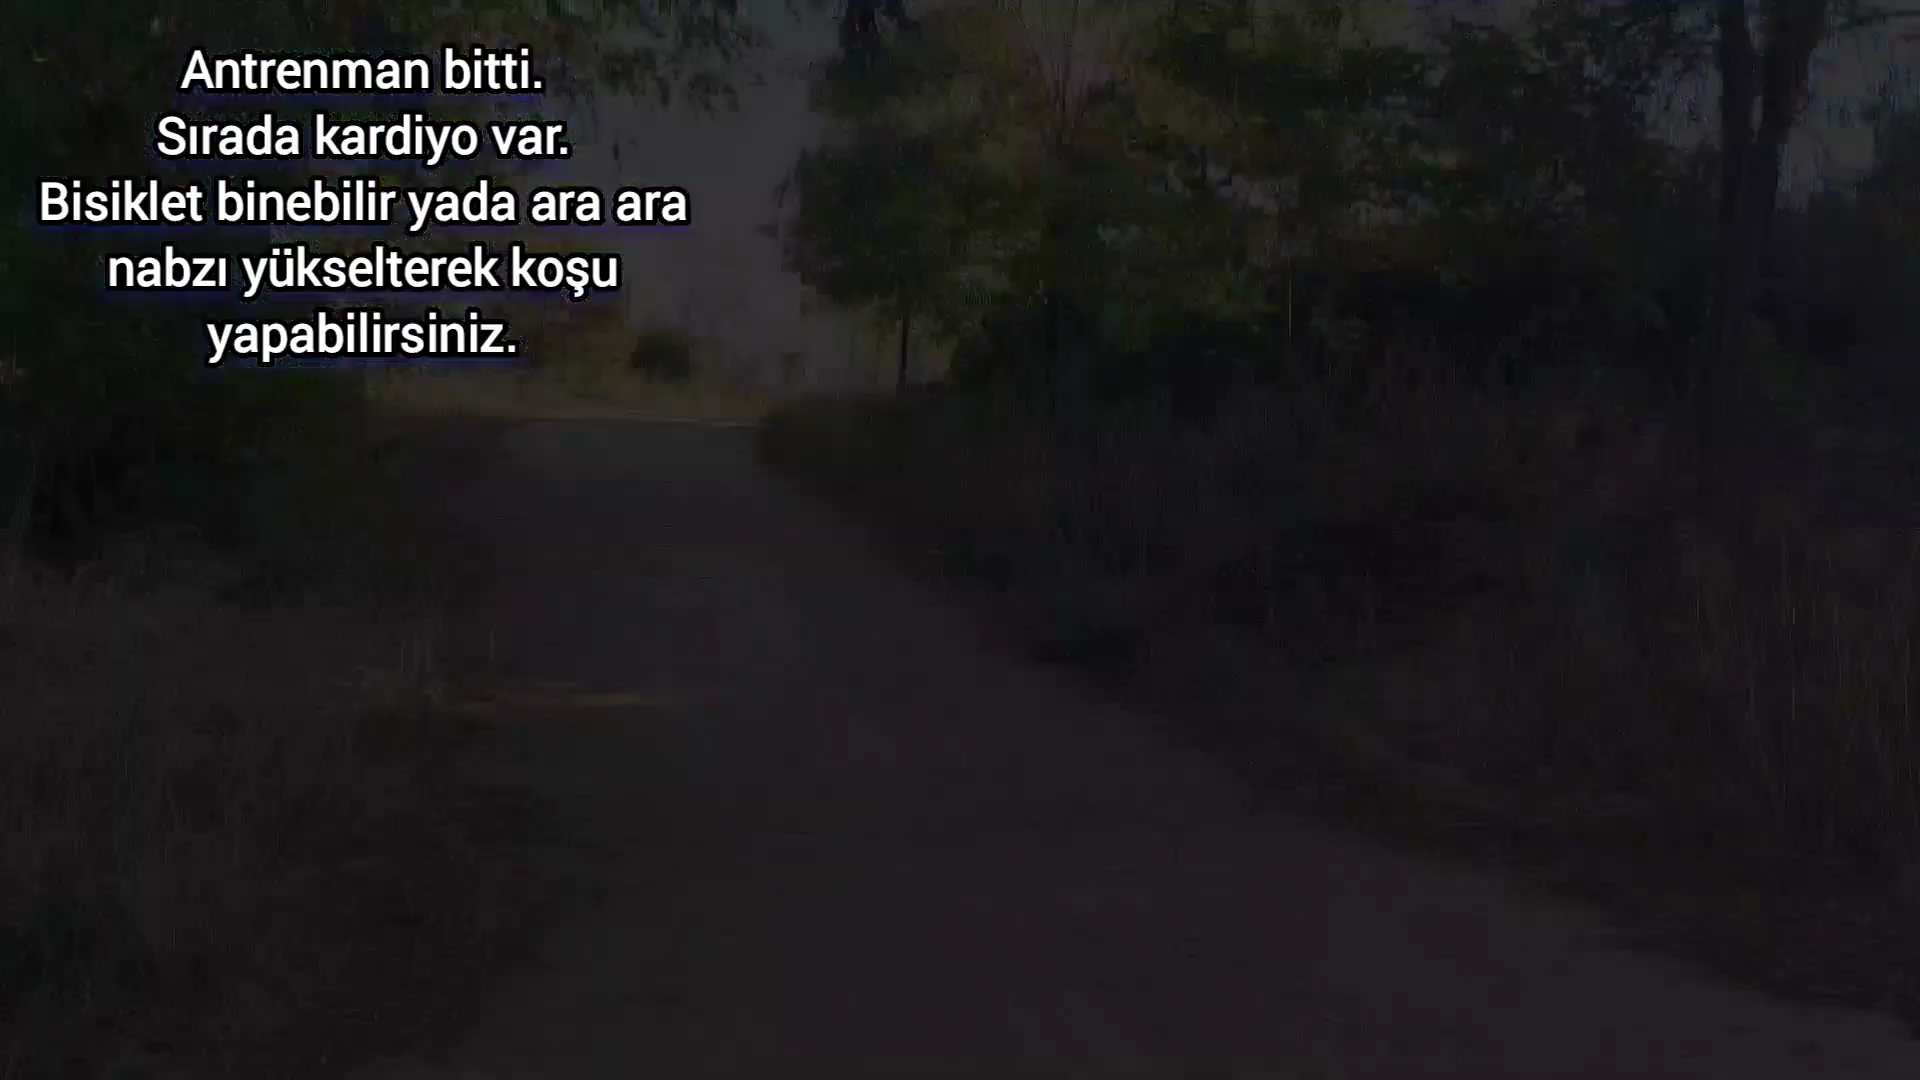 Antrenman bitti.
Sırada kardiyo var.
Bisiklet binebilir yada ara ara
nabzı yükselterek koşu
yapabilirsiniz.